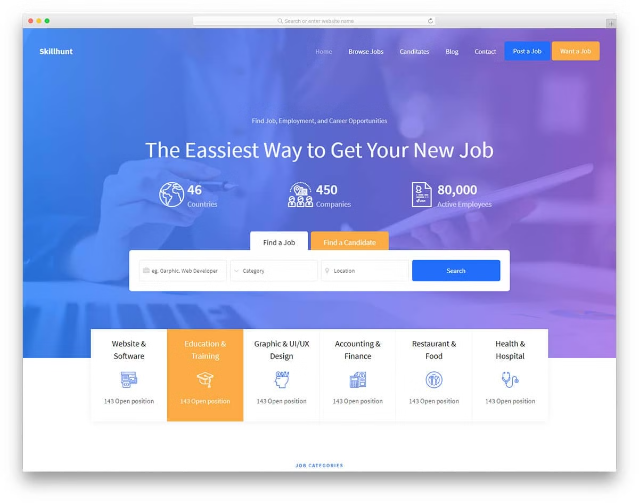 Search or enter website name
Skillhunt
Home Browse Jobs Canditates Blog Contact Post a Job Want a Job
Find Job, Employment, and Career Opportunities
The Eassiest Way to Get Your New Job
46 450 80,000
Countries Companies Active Employees
Find a Job Find a Candidate
eg. Garphic. Web Developer Category Location Search
Website & Education & Graphic & UI/UX Accounting & Restaurant & Health &
Software Training Design Finance Food Hospital
143 Open position 143 Open position 143 Open position 143 Open position 143 Open position 143 Open position
JOB CATEGORIES